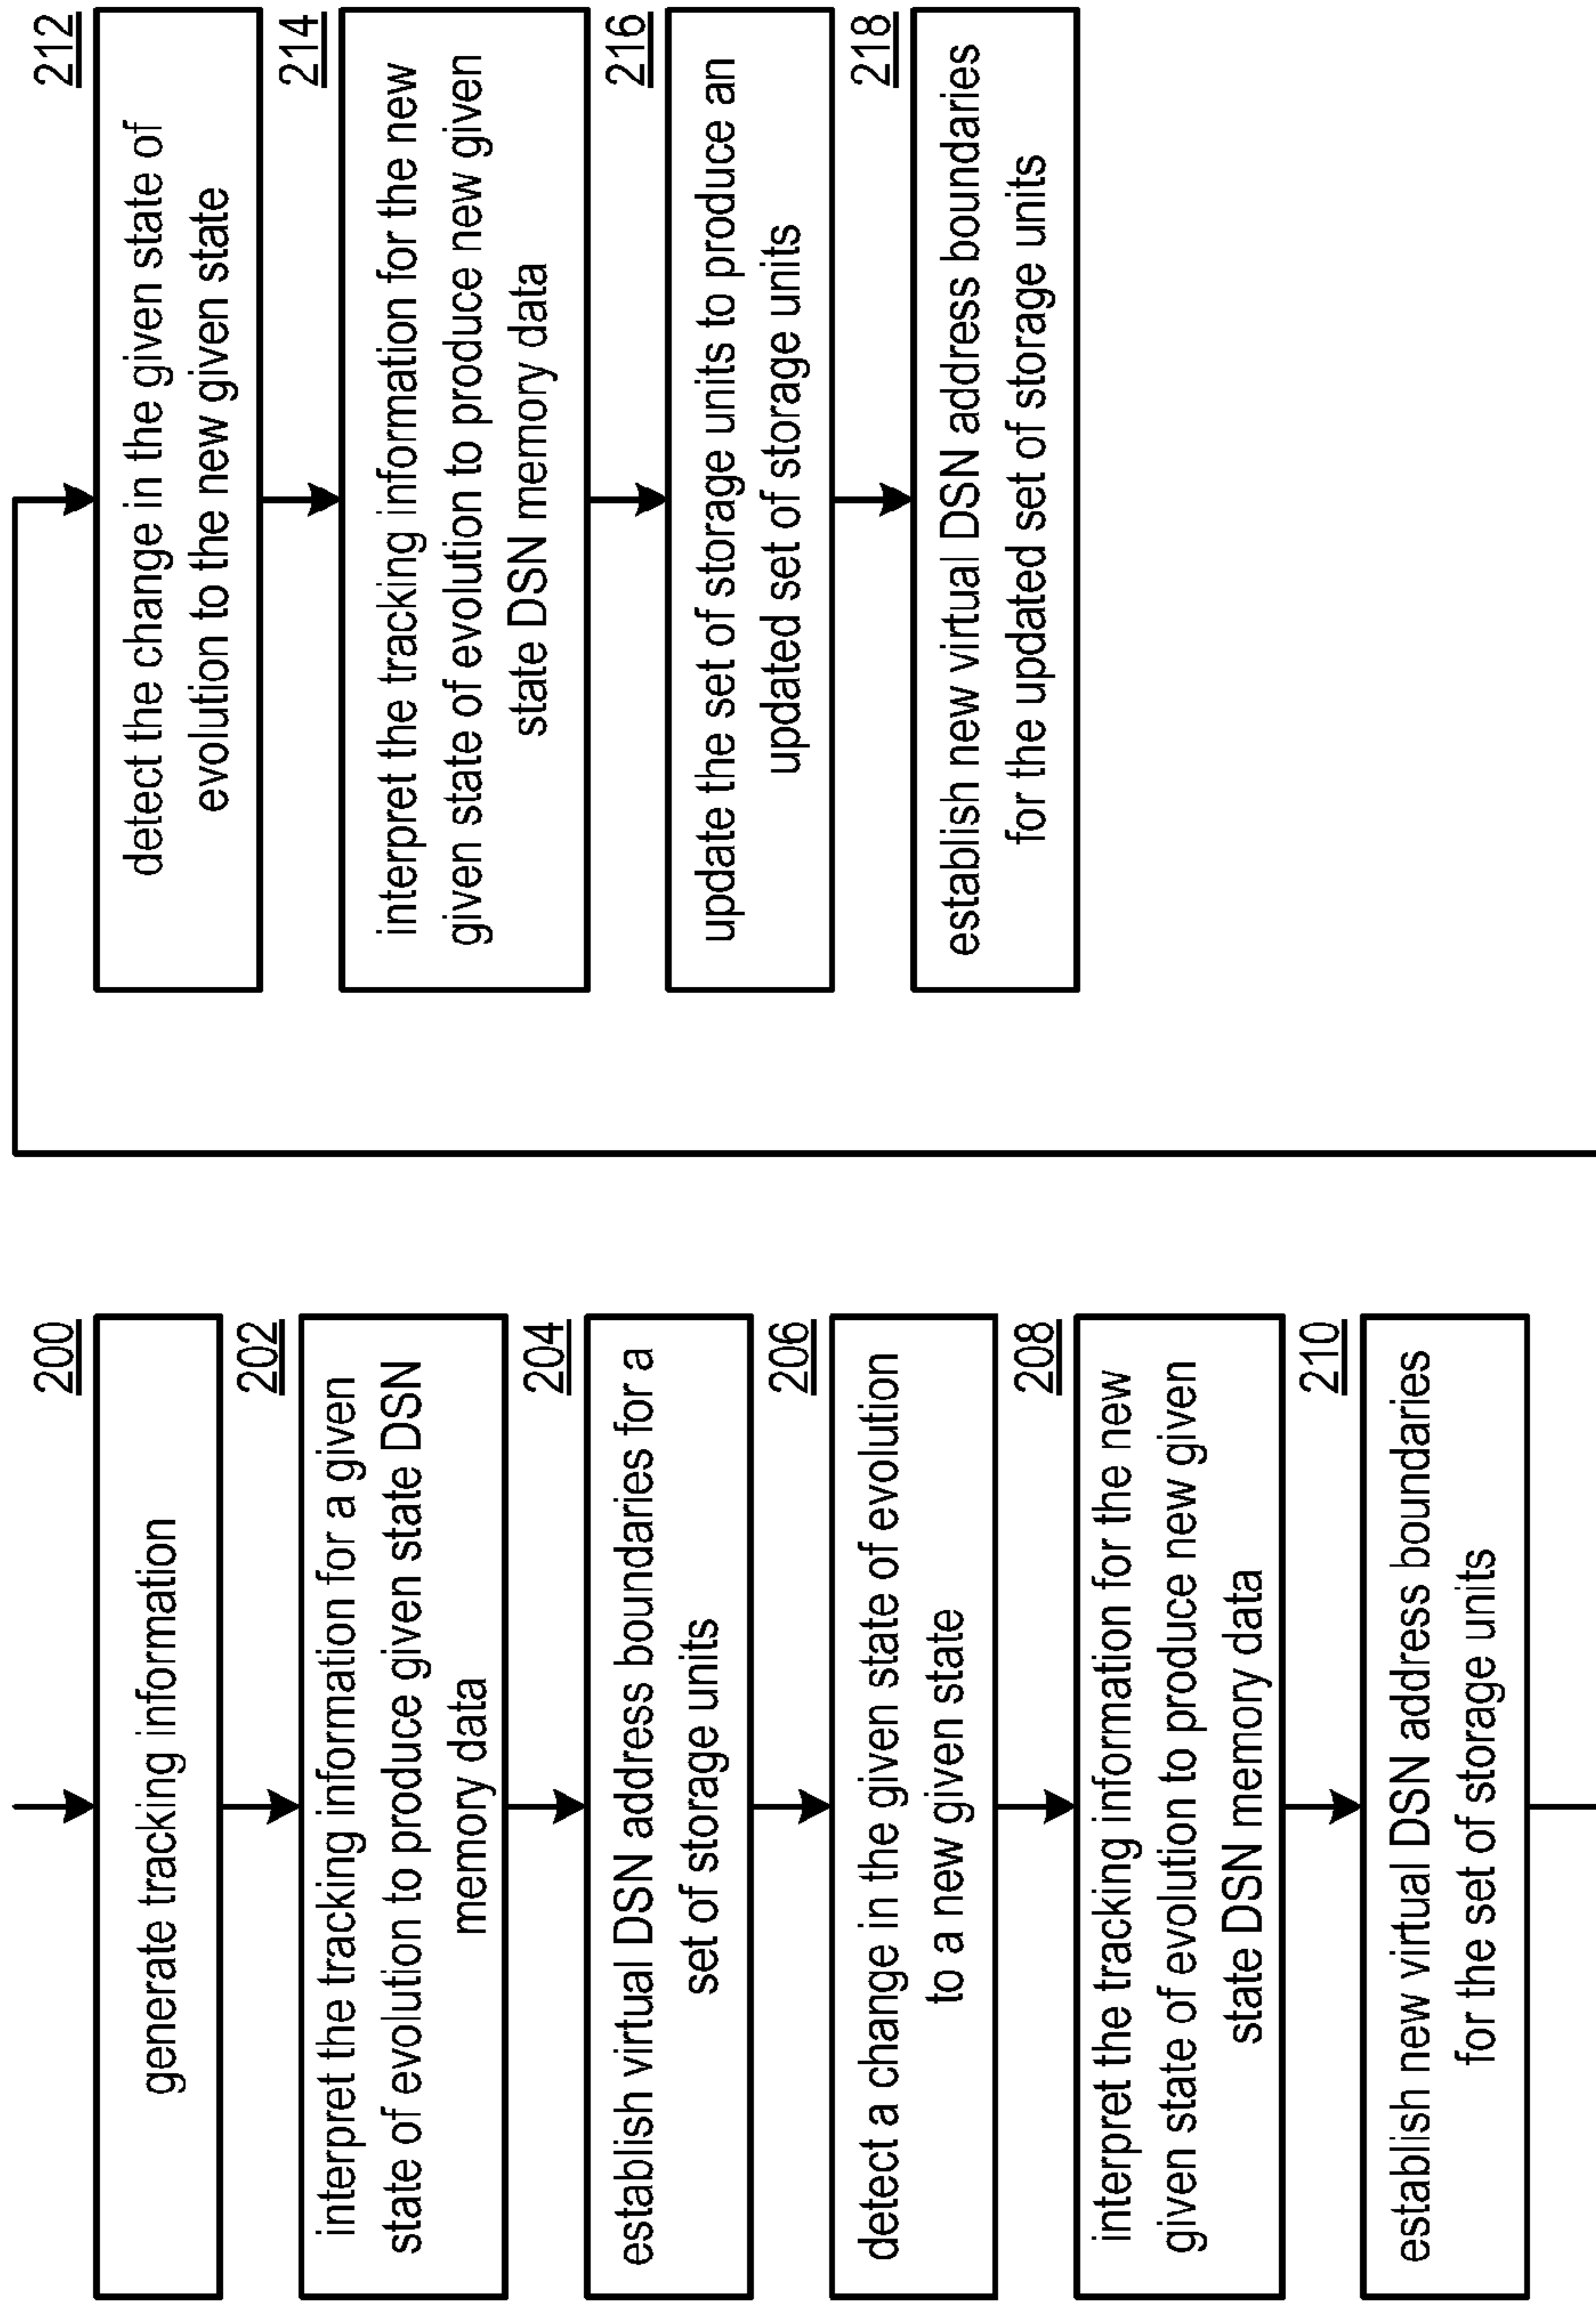 200
generate tracking information
202
interpret the tracking information for a given
state of evolution to produce given state DSN
memory data
204
establish virtual DSN address boundaries for a
set of storage units
206
detect a change in the given state of evolution
to a new given state
208
interpret the tracking information for the new
given state of evolution to produce new given
state DSN memory data
210
establish new virtual DSN address boundaries
for the set of storage units
212
detect the change in the given state of
evolution to the new given state
214
interpret the tracking information for the new
given state of evolution to produce new given
state DSN memory data
216
update the set of storage units to produce an
updated set of storage units
218
establish new virtual DSN address boundaries
for the updated set of storage units